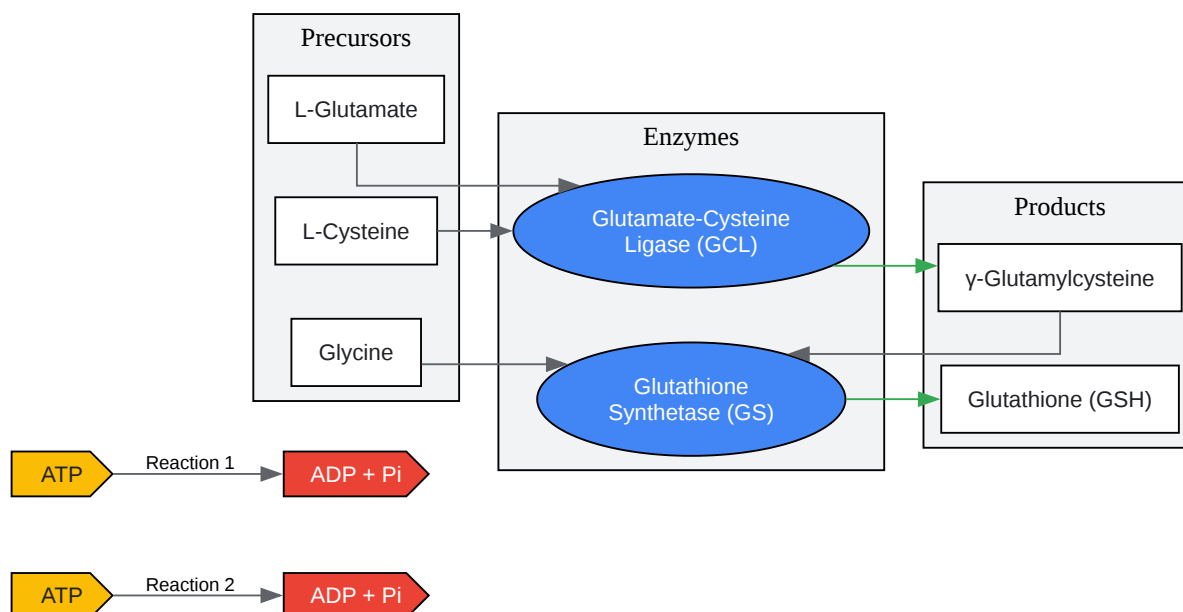 Precursors
L-Glutamate
L-Cysteine
Glycine
Enzymes
Glutamate-Cysteine
Ligase (GCL)
Glutathione
Synthetase (GS)
Products
γ-Glutamylcysteine
Glutathione (GSH)
ATP
Reaction 1
ADP + Pi
ATP
Reaction 2
ADP + Pi